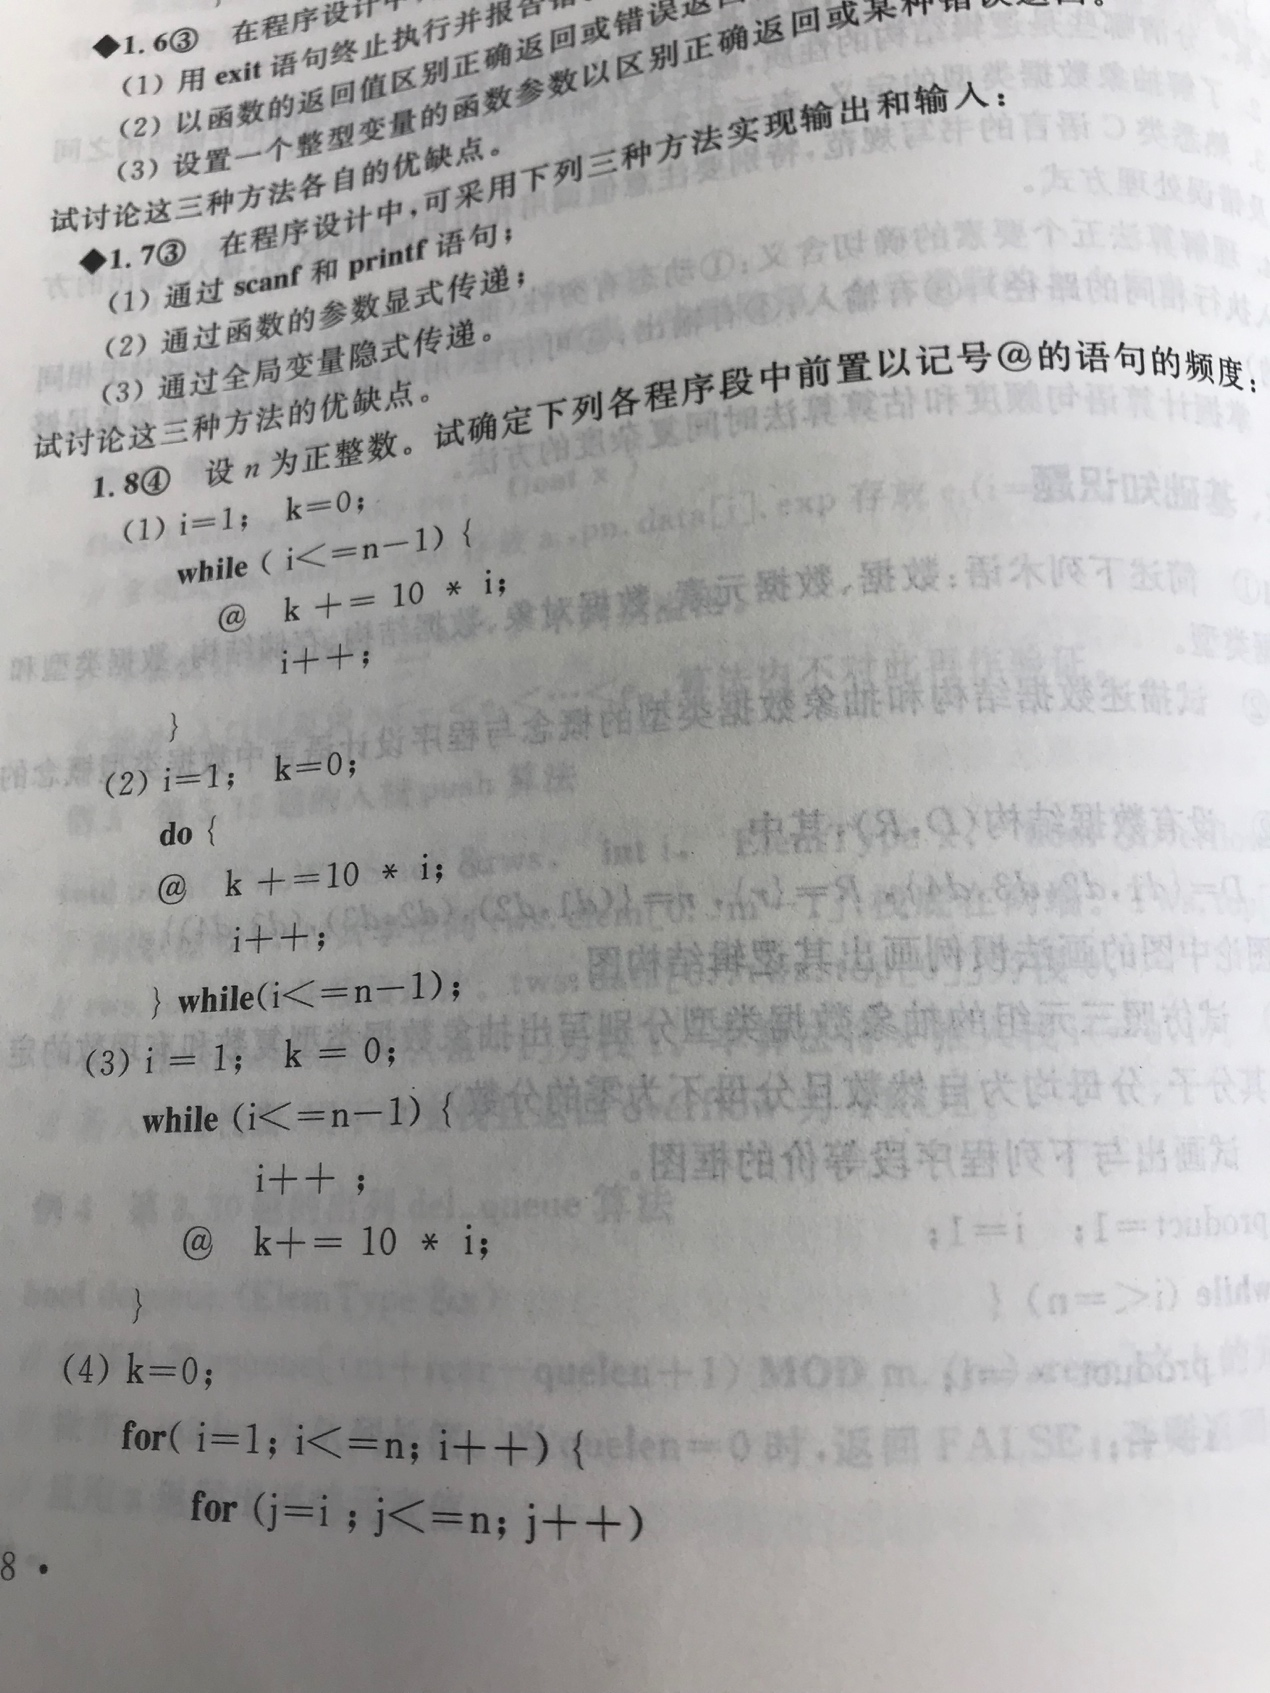 ◆1.6③ 在程序设计中
(1) 用 exit 语句终止执行并报告错
(2) 以函数的返回值区别正确返回或错误返回
(3) 设置一个整型变量的函数参数以区别正确返回或某种错误返回。
试讨论这三种方法各自的优缺点。
◆1.7③ 在程序设计中,可采用下列三种方法实现输出和输入:
(1) 通过 scanf 和 printf 语句;
(2) 通过函数的参数显式传递;
(3) 通过全局变量隐式传递。
试讨论这三种方法的优缺点。
1.8④ 设 n 为正整数。试确定下列各程序段中前置以记号@的语句的频度:
(1) i=1; k=0;
while ( i<=n-1) {
@ k += 10 * i;
i++;
}
(2) i=1; k=0;
do {
@ k +=10 * i;
i++;
} while(i<=n-1);
(3) i = 1; k = 0;
while (i<=n-1) {
i++ ;
@ k+= 10 * i;
}
(4) k=0;
for( i=1; i<=n; i++) {
for (j=i ; j<=n; j++)
8 ·